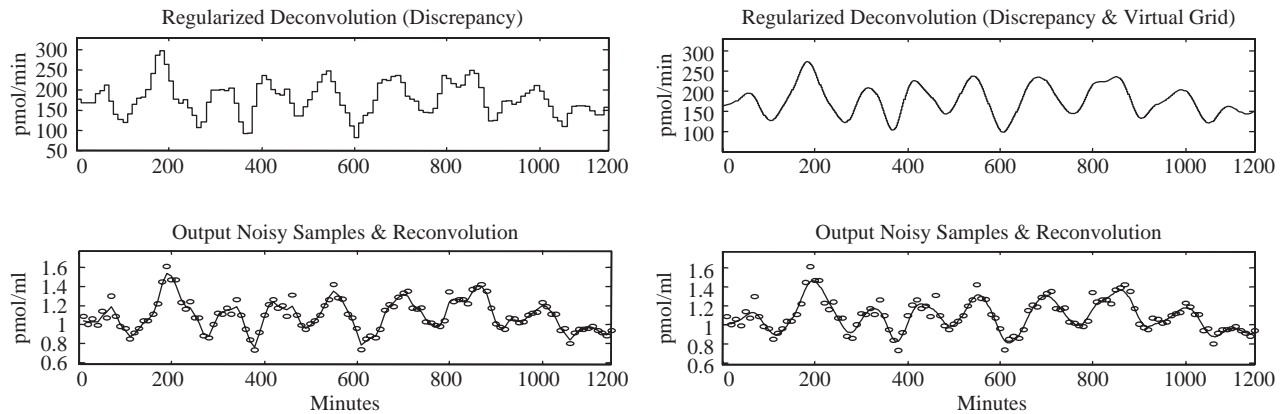 Regularized Deconvolution (Discrepancy)
pmol/min
300
250
200
150
100
50
0 200 400 600 800 1000 1200
Regularized Deconvolution (Discrepancy & Virtual Grid)
pmol/min
300
250
200
150
100
0 200 400 600 800 1000 1200
Output Noisy Samples & Reconvolution
pmol/ml
1.6
1.4
1.2
1
0.8
0.6
0 200 400 600 800 1000 1200
Minutes
Output Noisy Samples & Reconvolution
pmol/ml
1.6
1.4
1.2
1
0.8
0.6
0 200 400 600 800 1000 1200
Minutes